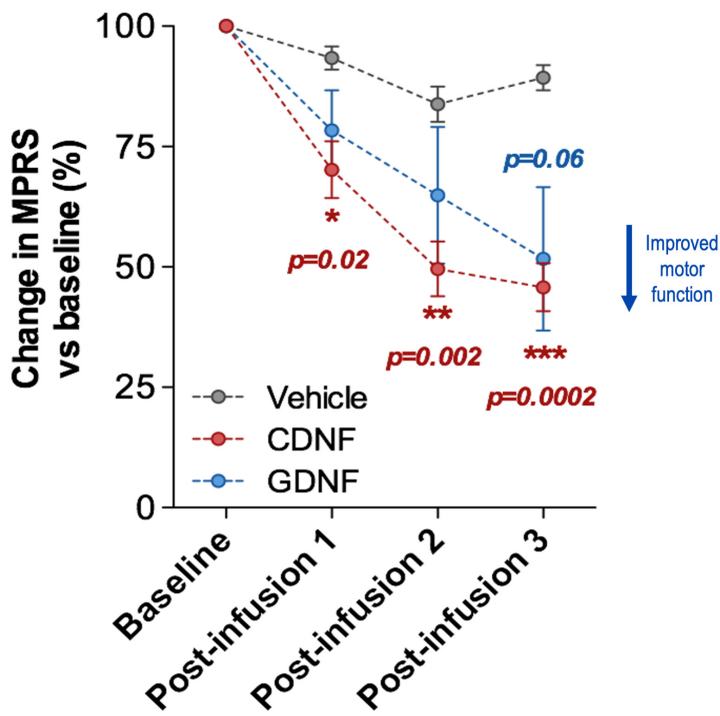 Change in MPRS
vs baseline (%)
100
75
50
25
0
p=0.06
*
p=0.02
**
p=0.002
***
p=0.0002
Improved
motor
function
Vehicle
CDNF
GDNF
Baseline
Post-infusion 1
Post-infusion 2
Post-infusion 3